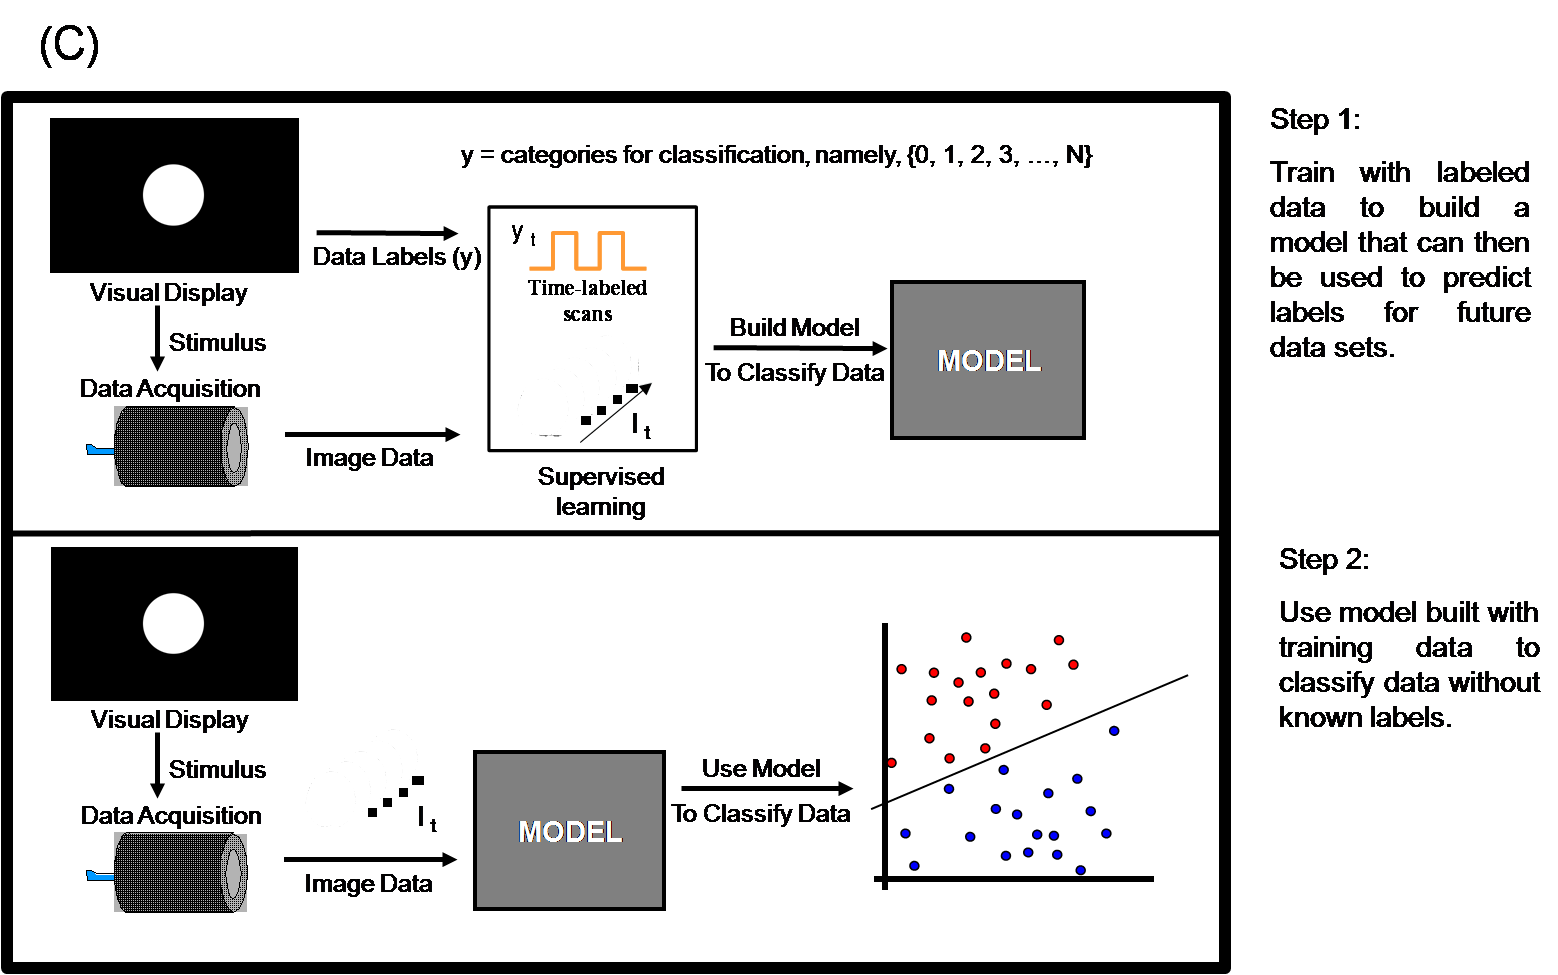 (C)
y = categories for classification, namely, {0, 1, 2, 3, ..., N}
Data Labels (y)
Visual Display
Stimulus
Data Acquisition
Image Data
y t
Time-labeled
scans
I t
Supervised
learning
Build Model
To Classify Data
MODEL
Step 1:
Train with labeled
data to build a
model that can then
be used to predict
labels for future
data sets.
Visual Display
Stimulus
Data Acquisition
I t
Image Data
MODEL
Use Model
To Classify Data
Step 2:
Use model built with
training data to
classify data without
known labels.